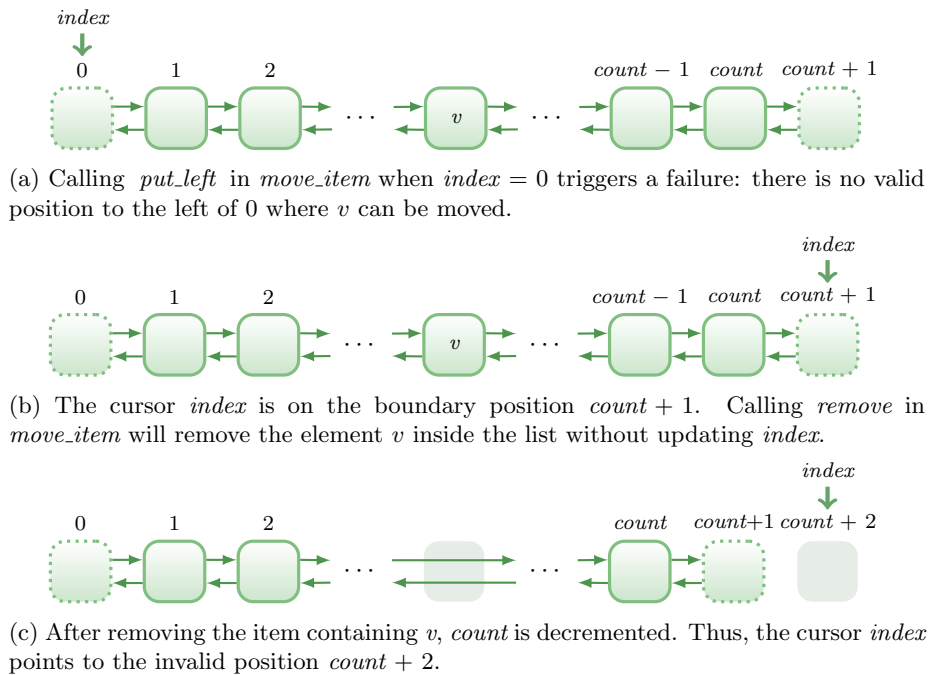 index
0 1 2 count − 1 count count + 1
··· v ···
(a) Calling put_left in move_item when index = 0 triggers a failure: there is no valid
position to the left of 0 where v can be moved.
index
0 1 2 count − 1 count count + 1
··· v ···
(b) The cursor index is on the boundary position count + 1. Calling remove in
move_item will remove the element v inside the list without updating index.
index
0 1 2 count count+1 count + 2
··· ···
(c) After removing the item containing v, count is decremented. Thus, the cursor index
points to the invalid position count + 2.